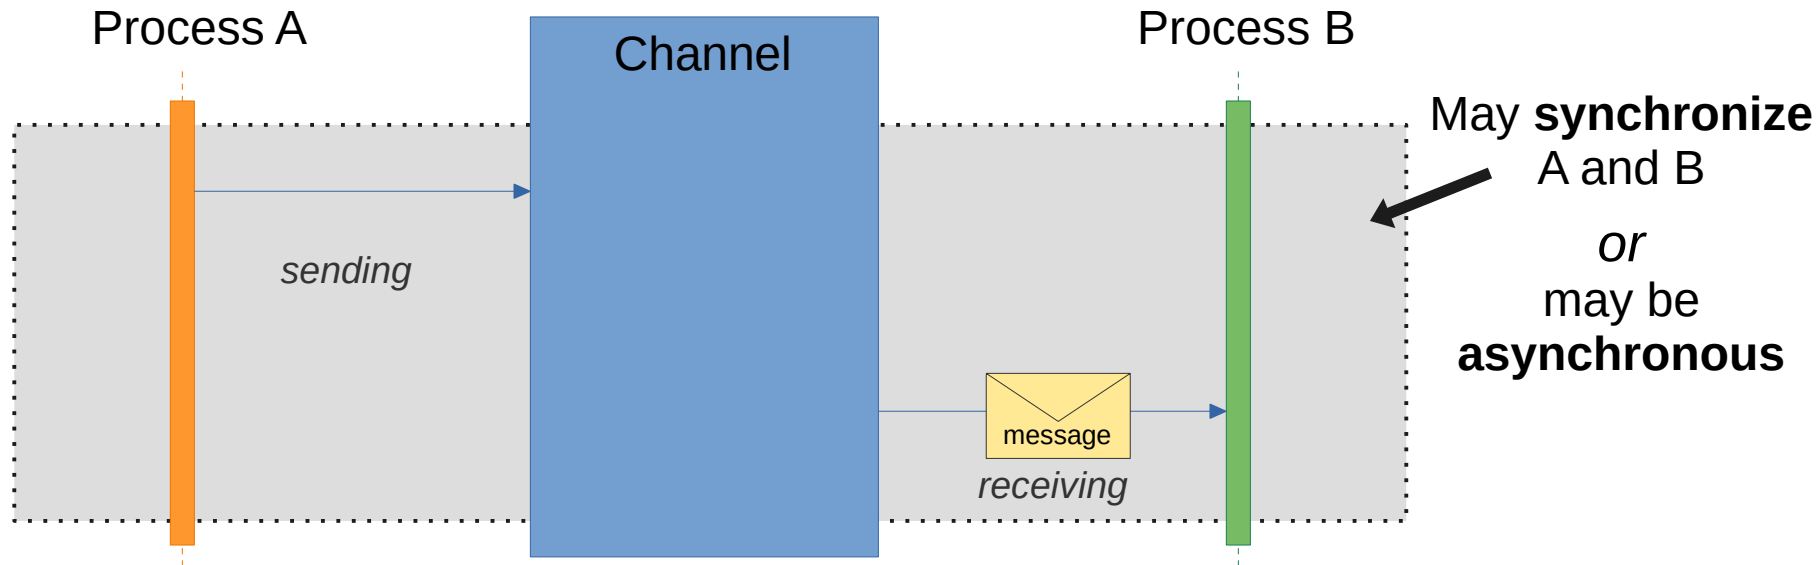 Process A
Channel
Process B
May synchronize
A and B
or
may be
asynchronous
sending
message
receiving